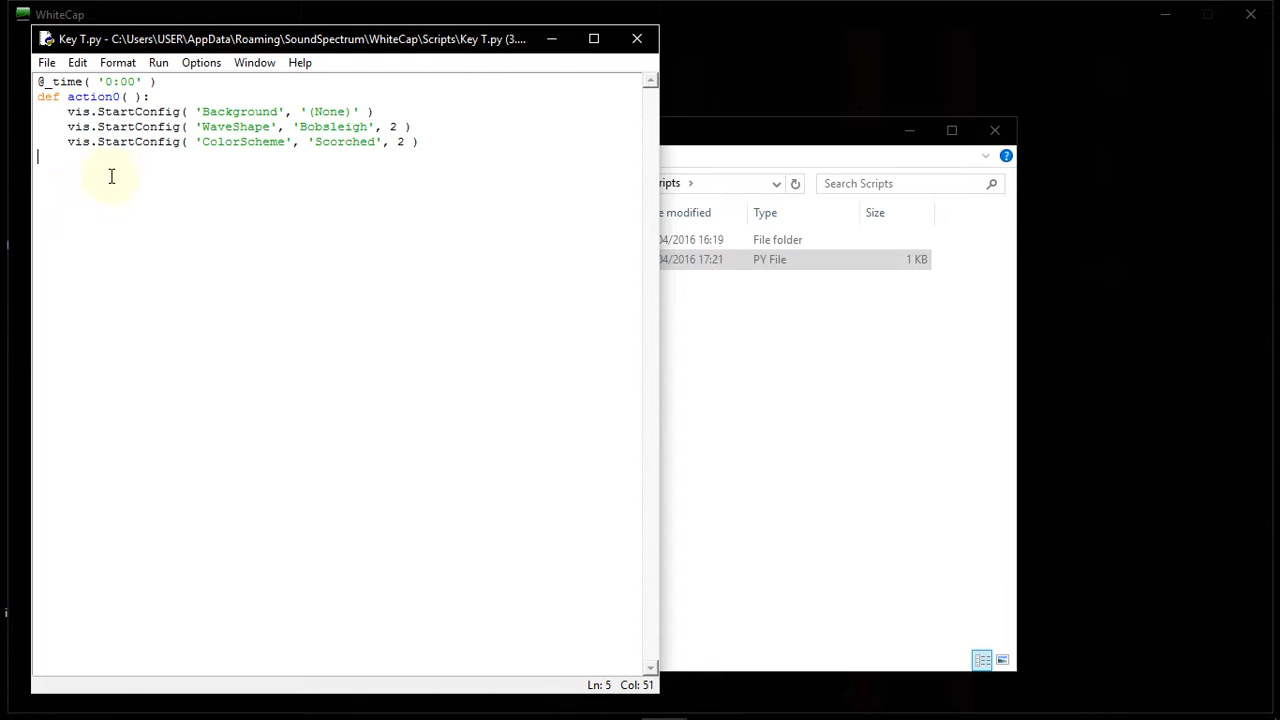 WhiteCap
Key T.py - C:\Users\USER\AppData\Roaming\SoundSpectrum\WhiteCap\Scripts\Key T.py (3....
File Edit Format Run Options Window Help
@_time( '0:00' )
def action0( ):
    vis.StartConfig( 'Background', '(None)' )
    vis.StartConfig( 'WaveShape', 'Bobsleigh', 2 )
    vis.StartConfig( 'ColorScheme', 'Scorched', 2 )
Ln: 5 Col: 51
ripts
Search Scripts
e modified Type Size
04/2016 16:19 File folder
04/2016 17:21 PY File 1 KB